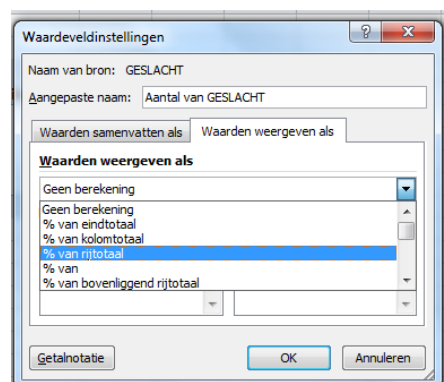 Waardeveldinstellingen
Naam van bron: GESLACHT
Aangepaste naam: Aantal van GESLACHT
Waarden samenvatten als Waarden weergeven als
Waarden weergeven als
Geen berekening
Geen berekening
% van eindtotaal
% van kolomtotaal
% van rijtotaal
% van
% van bovenliggend rijtotaal
Getalnotatie OK Annuleren